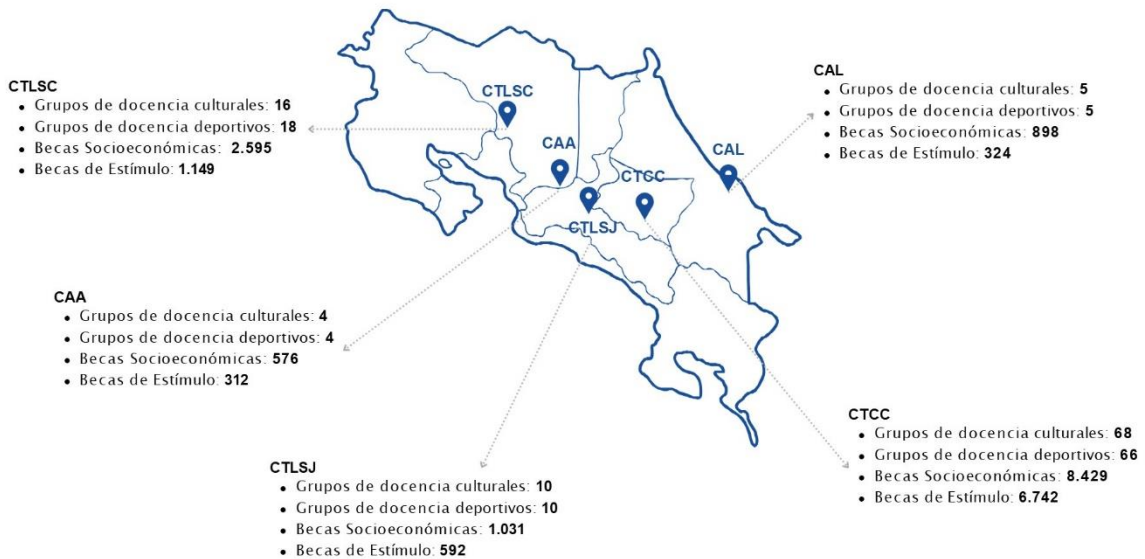 CTLSC
• Grupos de docencia culturales: 16
• Grupos de docencia deportivos: 18
• Becas Socioeconómicas: 2.595
• Becas de Estímulo: 1.149
CAL
• Grupos de docencia culturales: 5
• Grupos de docencia deportivos: 5
• Becas Socioeconómicas: 898
• Becas de Estímulo: 324
CTLSC
CAA
CAL
CTCC
CTLSJ
CAA
• Grupos de docencia culturales: 4
• Grupos de docencia deportivos: 4
• Becas Socioeconómicas: 576
• Becas de Estímulo: 312
CTCC
• Grupos de docencia culturales: 68
• Grupos de docencia deportivos: 66
• Becas Socioeconómicas: 8.429
• Becas de Estímulo: 6.742
CTLSJ
• Grupos de docencia culturales: 10
• Grupos de docencia deportivos: 10
• Becas Socioeconómicas: 1.031
• Becas de Estímulo: 592